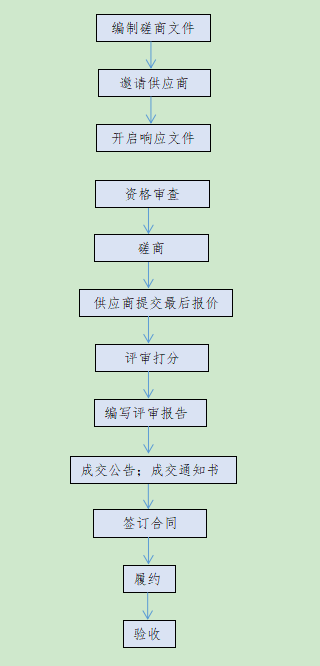 编制磋商文件
邀请供应商
开启响应文件
资格审查
磋商
供应商提交最后报价
评审打分
编写评审报告
成交公告；成交通知书
签订合同
履约
验收